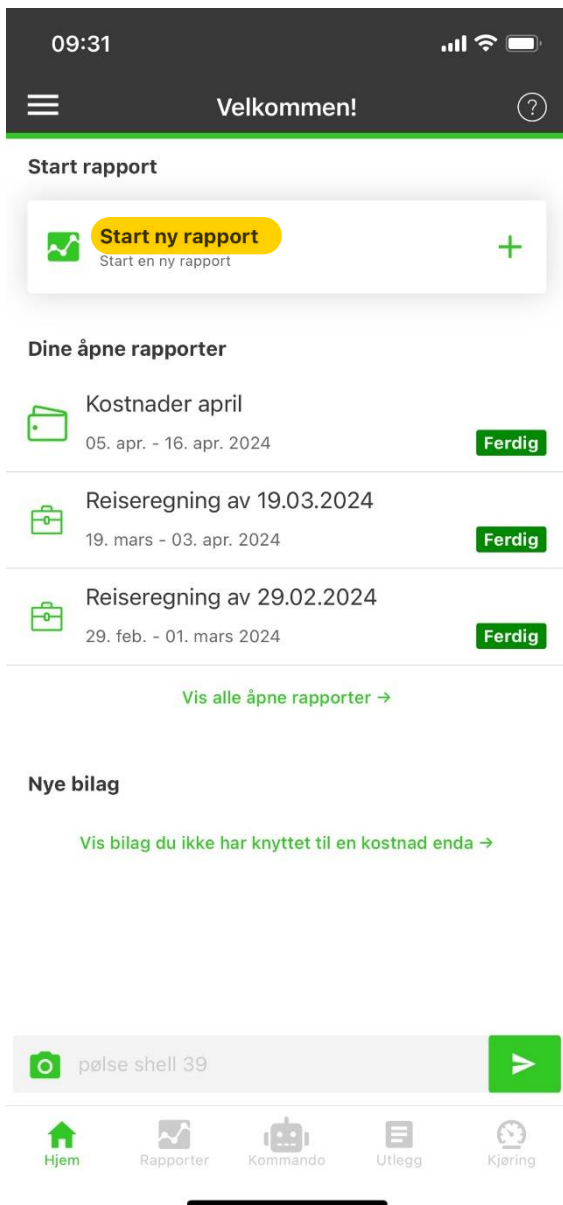 09:31
Velkommen!
?
Start rapport
Start ny rapport
Start en ny rapport
+
Dine åpne rapporter
Kostnader april
05. apr. - 16. apr. 2024
Ferdig
Reiseregning av 19.03.2024
19. mars - 03. apr. 2024
Ferdig
Reiseregning av 29.02.2024
29. feb. - 01. mars 2024
Ferdig
Vis alle åpne rapporter →
Nye bilag
Vis bilag du ikke har knyttet til en kostnad enda →
pølse shell 39
Hjem Rapporter Kommando Utlegg Kjøring